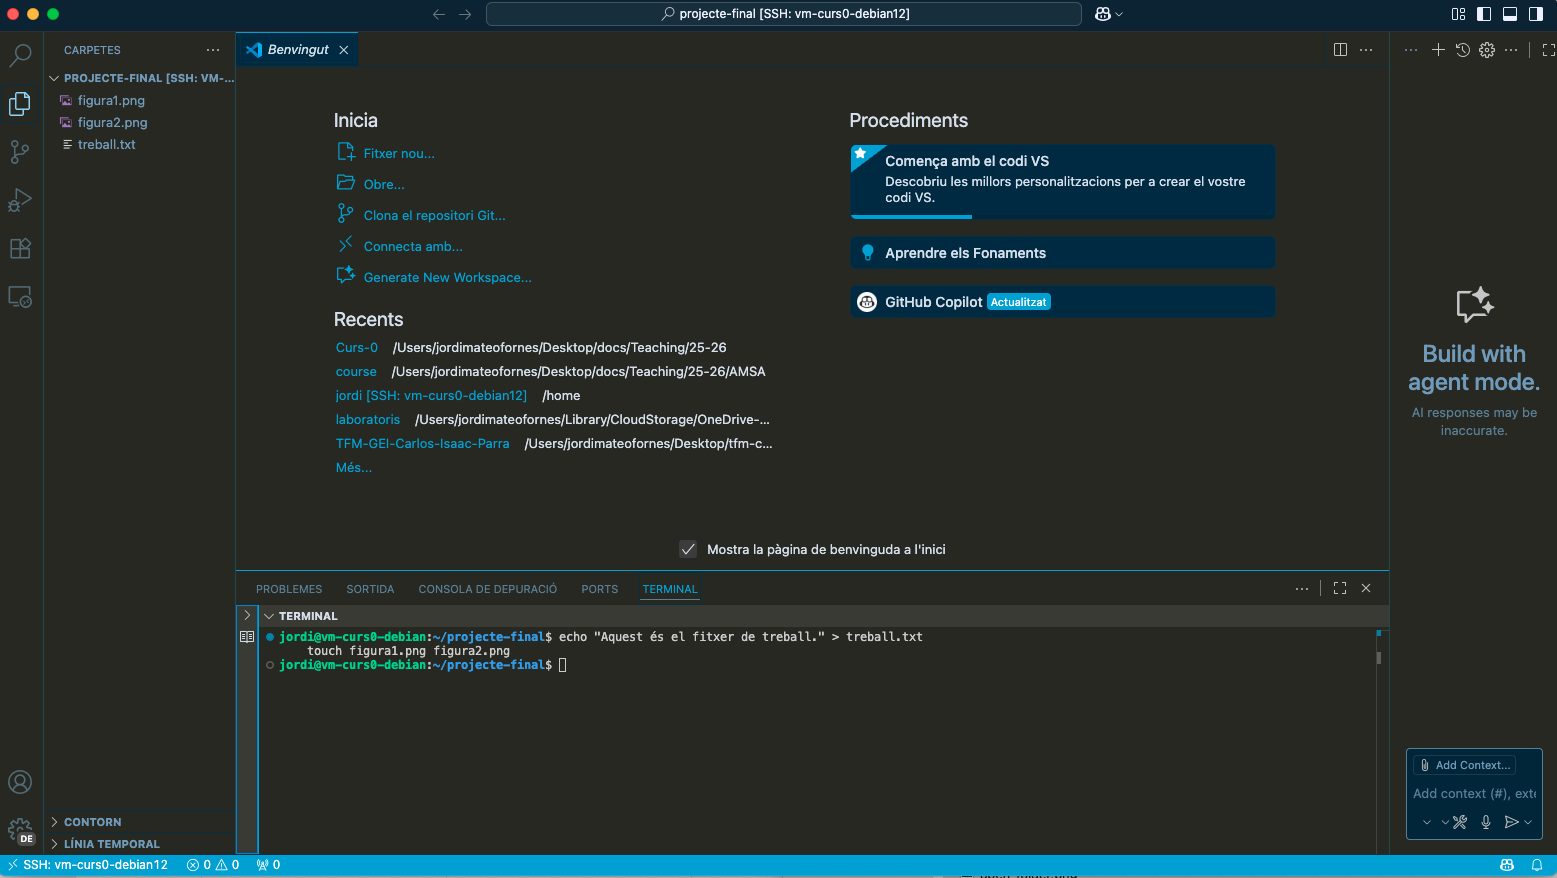 projecte-final [SSH: vm-curs0-debian12]
CARPETES
PROJECTE-FINAL [SSH: VM-...
figura1.png
figura2.png
treball.txt
CONTORN
LÍNIA TEMPORAL
DE
Benvingut
Inicia
Fitxer nou...
Obre...
Clona el repositori Git...
Connecta amb...
Generate New Workspace...
Recents
Curs-0 /Users/jordimateofornes/Desktop/docs/Teaching/25-26
course /Users/jordimateofornes/Desktop/docs/Teaching/25-26/AMSA
jordi [SSH: vm-curs0-debian12] /home
laboratoris /Users/jordimateofornes/Library/CloudStorage/OneDrive-...
TFM-GEI-Carlos-Isaac-Parra /Users/jordimateofornes/Desktop/tfm-c...
Més...
Procediments
Comença amb el codi VS
Descobriu les millors personalitzacions per a crear el vostre
codi VS.
Aprendre els Fonaments
GitHub Copilot Actualitzat
Mostra la pàgina de benvinguda a l'inici
PROBLEMES SORTIDA CONSOLA DE DEPURACIÓ PORTS TERMINAL
TERMINAL
jordi@vm-curs0-debian:~/projecte-final$ echo "Aquest és el fitxer de treball." > treball.txt
touch figura1.png figura2.png
jordi@vm-curs0-debian:~/projecte-final$
Build with
agent mode.
AI responses may be
inaccurate.
Add Context...
Add context (#), exte
SSH: vm-curs0-debian12 0 0 0